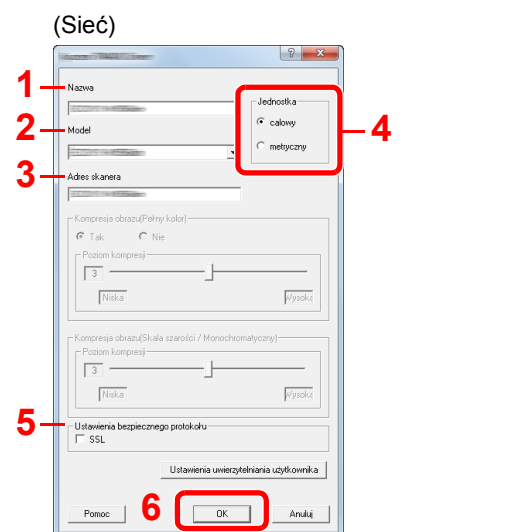 (Sieć)
1
Nazwa
2
Model
3
Adres skanera
Jednostka
calowy
metryczny
4
Kompresja obrazu(Pełny kolor)
Tak Nie
Poziom kompresji
3
Niska Wysoka
Kompresja obrazu(Skala szarości / Monochromatyczny)
Poziom kompresji
3
Niska Wysoka
5
Ustawienia bezpiecznego protokołu
SSL
Ustawienia uwierzytelniania użytkownika
6
Pomoc OK Anuluj